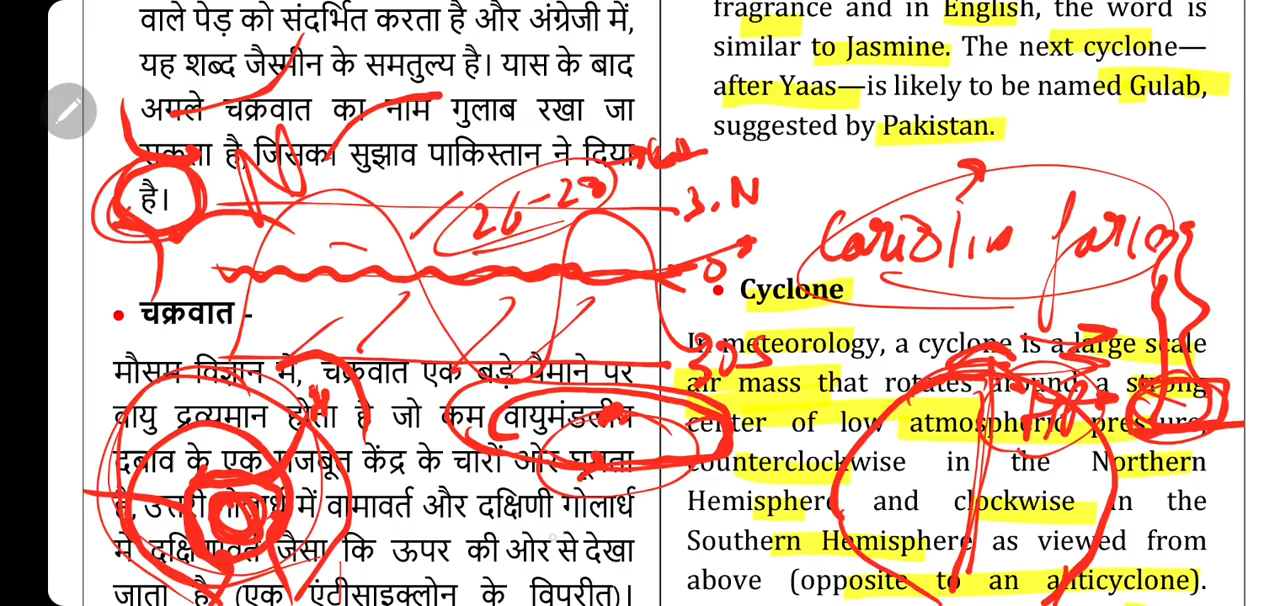 वाले पेड़ को संदर्भित करता है और अंग्रेजी में,
यह शब्द जैस्मीन के समतुल्य है। यास के बाद
अगले चक्रवात का नाम गुलाब रखा जा
सकता है, जिसका सुझाव पाकिस्तान ने दिया
है।
N
26-28
3.N
0
30S
• चक्रवात -
मौसम विज्ञान में, चक्रवात एक बड़े पैमाने पर
वायु द्रव्यमान होता है जो कम वायुमंडलीय
दबाव के एक मजबूत केंद्र के चारों ओर घूमता
है, उत्तरी गोलार्ध में वामावर्त और दक्षिणी गोलार्ध
में दक्षिणावर्त जैसा कि ऊपर की ओर से देखा
जाता है (एक एंटीसाइक्लोन के विपरीत)।
fragrance and in English, the word is
similar to Jasmine. The next cyclone—
after Yaas—is likely to be named Gulab,
suggested by Pakistan.
• Cyclone
In meteorology, a cyclone is a large scale
air mass that rotates around a strong
center of low atmospheric pressure,
counterclockwise in the Northern
Hemisphere and clockwise in the
Southern Hemisphere as viewed from
above (opposite to an anticyclone).